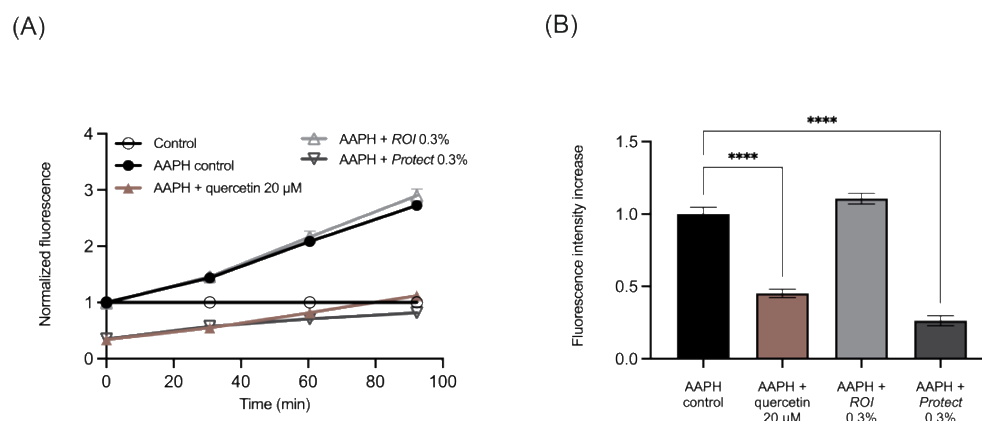 (A)
Normalized fluorescence
4
3
2
1
0
Control
AAPH control
AAPH + quercetin 20 µM
AAPH + ROI 0.3%
AAPH + Protect 0.3%
0 20 40 60 80 100
Time (min)
(B)
Fluorescence intensity increase
1.5
1.0
0.5
0.0
****
****
AAPH
control
AAPH +
quercetin
20 µM
AAPH +
ROI
0.3%
AAPH +
Protect
0.3%